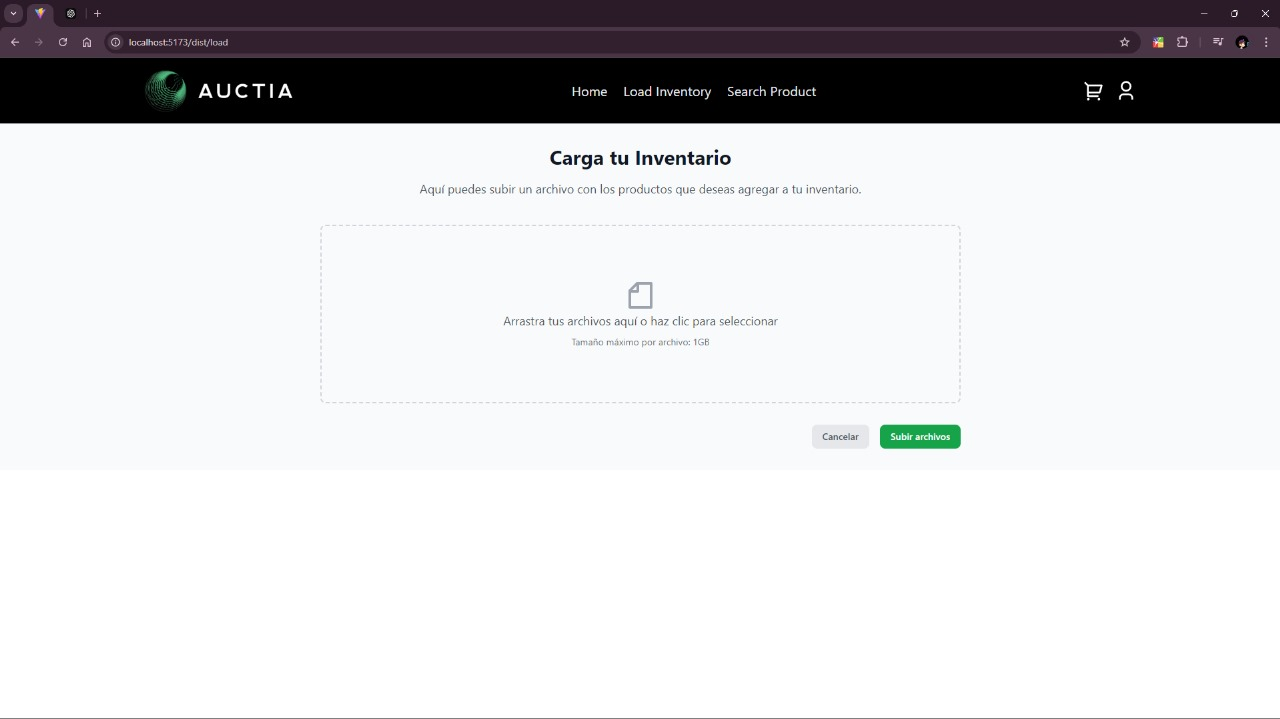 localhost:5173/dist/load
AUCTIA
Home Load Inventory Search Product
Carga tu Inventario
Aquí puedes subir un archivo con los productos que deseas agregar a tu inventario.
Arrastra tus archivos aquí o haz clic para seleccionar
Tamaño máximo por archivo: 1GB
Cancelar Subir archivos